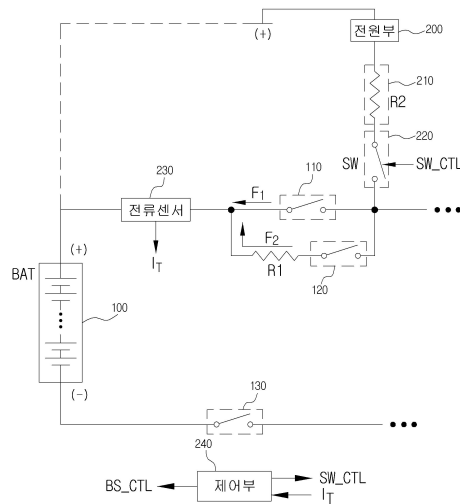 전원부 200
(+)
210
R2
220
SW
SW_CTL
230
전류센서
I_T
F₁
110
F₂
R1
120
(+)
BAT
100
(-)
130
240
제어부
BS_CTL
SW_CTL
I_T